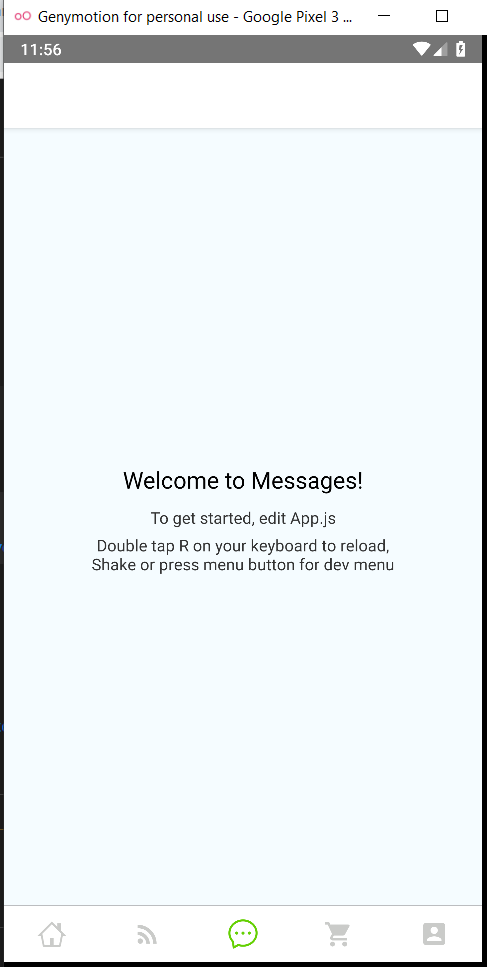 Genymotion for personal use - Google Pixel 3 ...
11:56
Welcome to Messages!
To get started, edit App.js
Double tap R on your keyboard to reload,
Shake or press menu button for dev menu